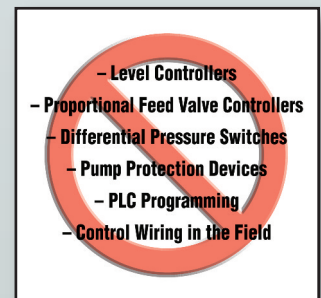 – Level Controllers
– Proportional Feed Valve Controllers
– Differential Pressure Switches
– Pump Protection Devices
– PLC Programming
– Control Wiring in the Field